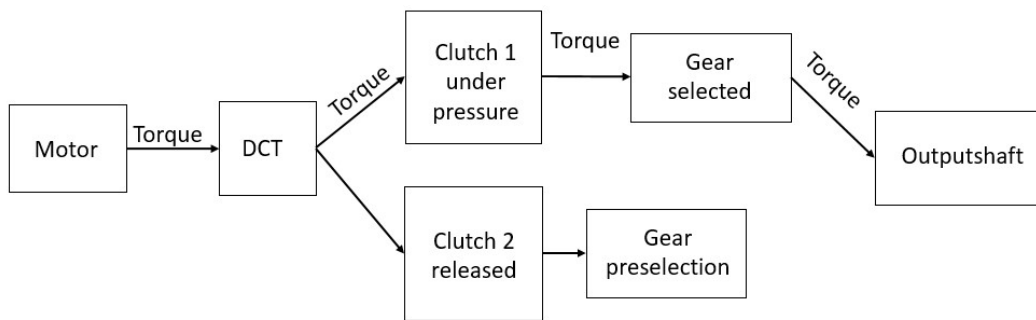 Motor
Torque
DCT
Torque
Clutch 1
under
pressure
Torque
Gear
selected
Torque
Outputshaft
Clutch 2
released
Gear
preselection